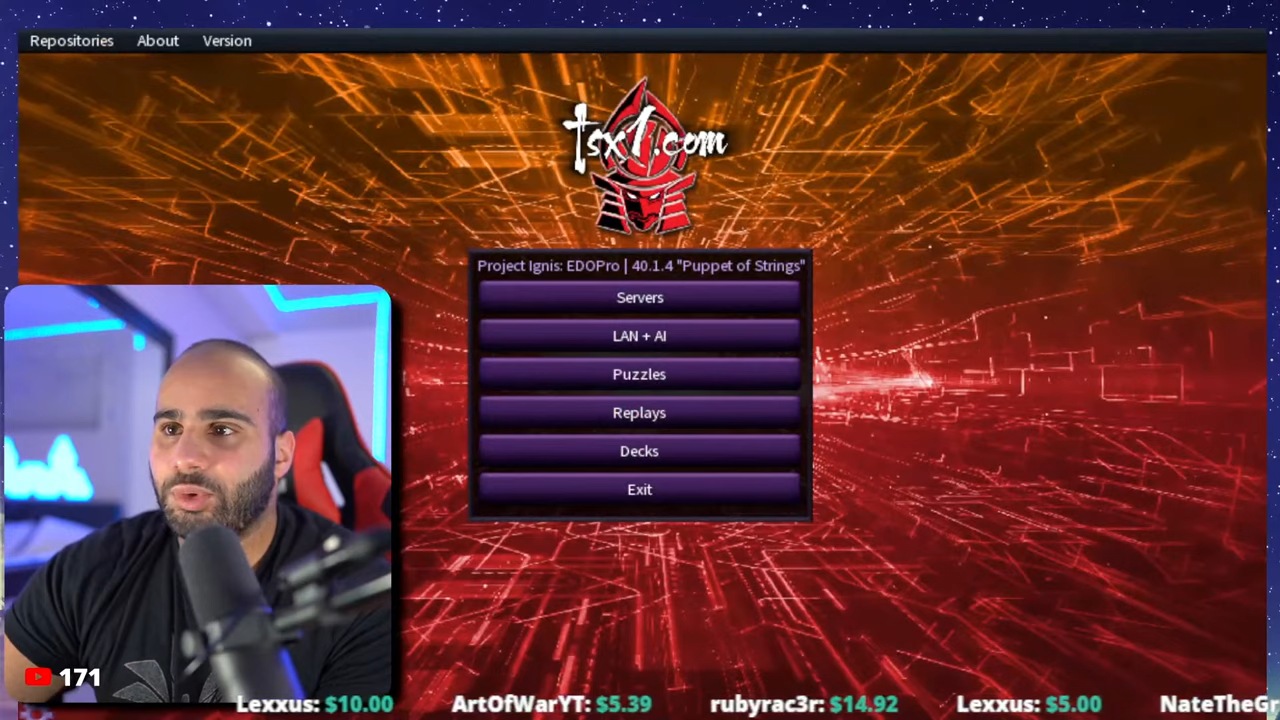 Repositories About Version
tsx1.com
Project Ignis: EDOPro | 40.1.4 "Puppet of Strings"
Servers
LAN + AI
Puzzles
Replays
Decks
Exit
171
Lexxus: $10.00 ArtOfWarYT: $5.39 rubyrac3r: $14.92 Lexxus: $5.00